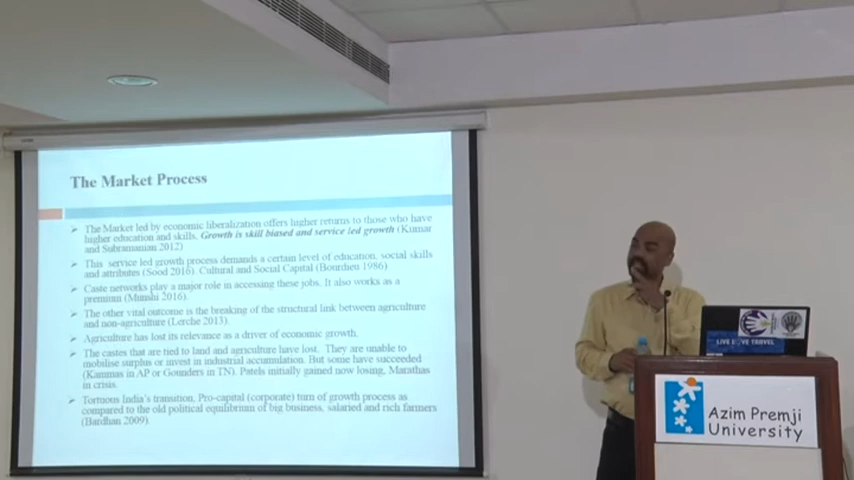 The Market Process
The Market led by economic liberalization offers higher returns to those who have
higher education and skills. Growth is skill biased and service led growth (Kumar
and Subramanian 2012)
This service led growth process demands a certain level of education, social skills
and attributes (Sood 2016). Cultural and Social Capital (Bourdieu 1986)
Caste networks play a major role in accessing these jobs. It also works as a
premium (Munshi 2016).
The other vital outcome is the breaking of the structural link between agriculture
and non-agriculture (Lerche 2013).
Agriculture has lost its relevance as a driver of economic growth.
The castes that are tied to land and agriculture have lost. They are unable to
mobilise surplus or invest in industrial accumulation. But some have succeeded
(Kammas in AP or Gounders in TN). Patels initially gained now losing, Marathas
in crisis.
Tortuous India's transition, Pro-capital (corporate) turn of growth process as
compared to the old political equilibrium of big business, salaried and rich farmers
(Bardhan 2009).
LIVE LOVE TRAVEL
Azim Premji
University